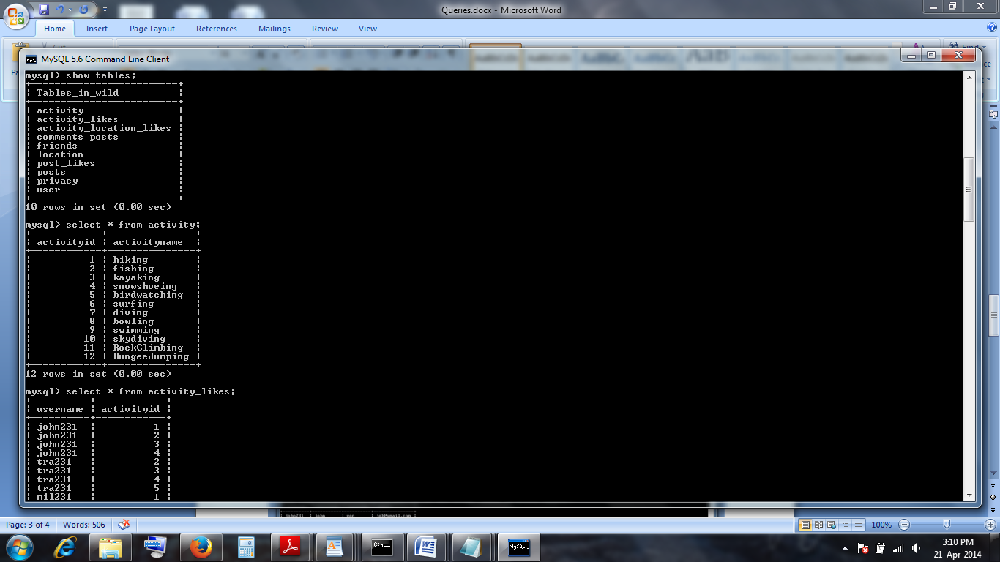 Queries.docx - Microsoft Word
Home Insert Page Layout References Mailings Review View
MySQL 5.6 Command Line Client
mysql> show tables;
Tables_in_wild
activity
activity_likes
activity_location_likes
comments_posts
friends
location
post_likes
posts
privacy
user
10 rows in set (0.00 sec)
mysql> select * from activity;
activityid | activityname
1 | hiking
2 | fishing
3 | kayaking
4 | snowshoeing
5 | birdwatching
6 | surfing
7 | diving
8 | bowling
9 | swimming
10 | skydiving
11 | RockClimbing
12 | BungeeJumping
12 rows in set (0.00 sec)
mysql> select * from activity_likes;
username | activityid
john231 | 1
john231 | 2
john231 | 3
john231 | 4
tra231 | 2
tra231 | 3
tra231 | 4
tra231 | 5
mil231 | 1
Page: 3 of 4 Words: 506 100%
3:10 PM
21-Apr-2014